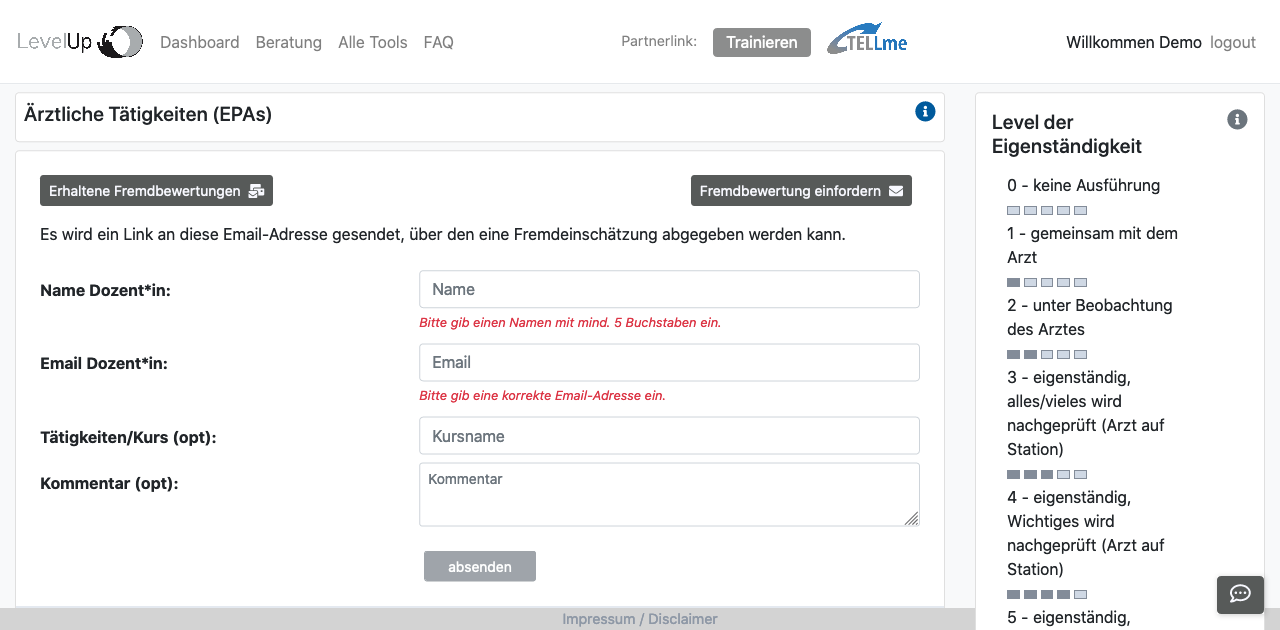 LevelUp
Dashboard Beratung Alle Tools FAQ
Partnerlink: Trainieren TELLme
Willkommen Demo logout
Ärztliche Tätigkeiten (EPAs)
Erhaltene Fremdbewertungen
Fremdbewertung einfordern
Es wird ein Link an diese Email-Adresse gesendet, über den eine Fremdeinschätzung abgegeben werden kann.
Name Dozent*in:
Name
Bitte gib einen Namen mit mind. 5 Buchstaben ein.
Email Dozent*in:
Email
Bitte gib eine korrekte Email-Adresse ein.
Tätigkeiten/Kurs (opt):
Kursname
Kommentar (opt):
Kommentar
absenden
Level der
Eigenständigkeit
0 - keine Ausführung
1 - gemeinsam mit dem
Arzt
2 - unter Beobachtung
des Arztes
3 - eigenständig,
alles/vieles wird
nachgeprüft (Arzt auf
Station)
4 - eigenständig,
Wichtiges wird
nachgeprüft (Arzt auf
Station)
5 - eigenständig,
Impressum / Disclaimer